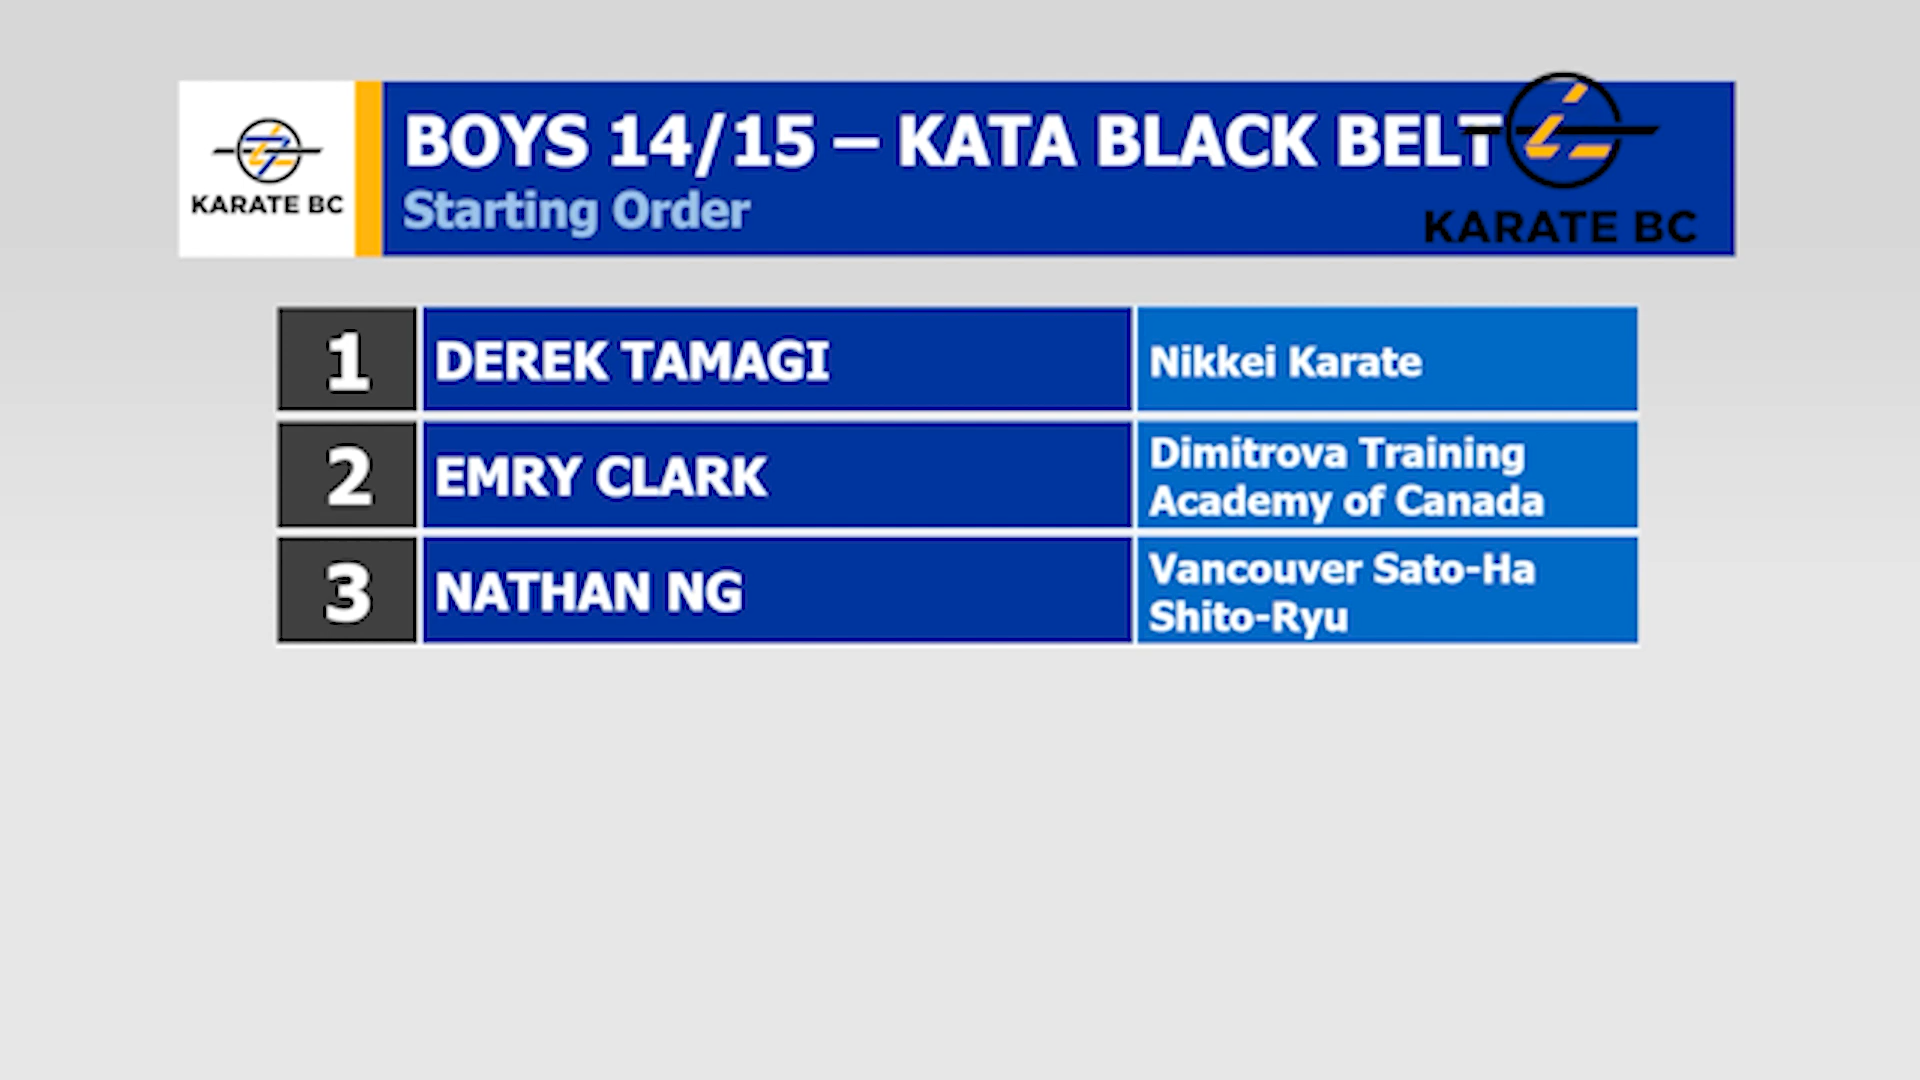 KARATE BC
BOYS 14/15 – KATA BLACK BELT
Starting Order
KARATE BC
1 DEREK TAMAGI Nikkei Karate
2 EMRY CLARK Dimitrova Training
Academy of Canada
3 NATHAN NG Vancouver Sato-Ha
Shito-Ryu